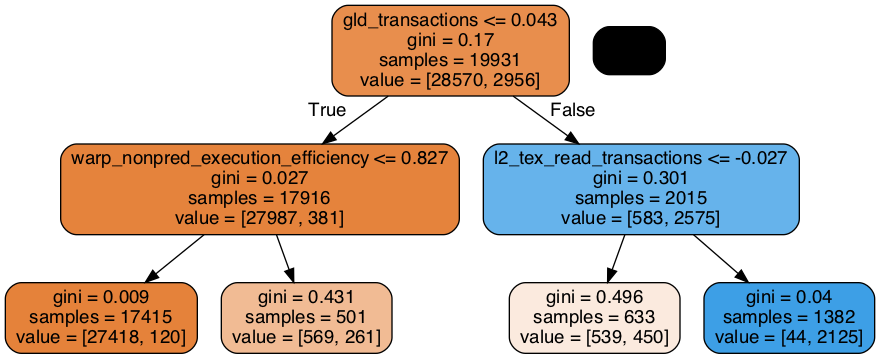 gld_transactions <= 0.043
gini = 0.17
samples = 19931
value = [28570, 2956]
True
False
warp_nonpred_execution_efficiency <= 0.827
gini = 0.027
samples = 17916
value = [27987, 381]
l2_tex_read_transactions <= -0.027
gini = 0.301
samples = 2015
value = [583, 2575]
gini = 0.009
samples = 17415
value = [27418, 120]
gini = 0.431
samples = 501
value = [569, 261]
gini = 0.496
samples = 633
value = [539, 450]
gini = 0.04
samples = 1382
value = [44, 2125]